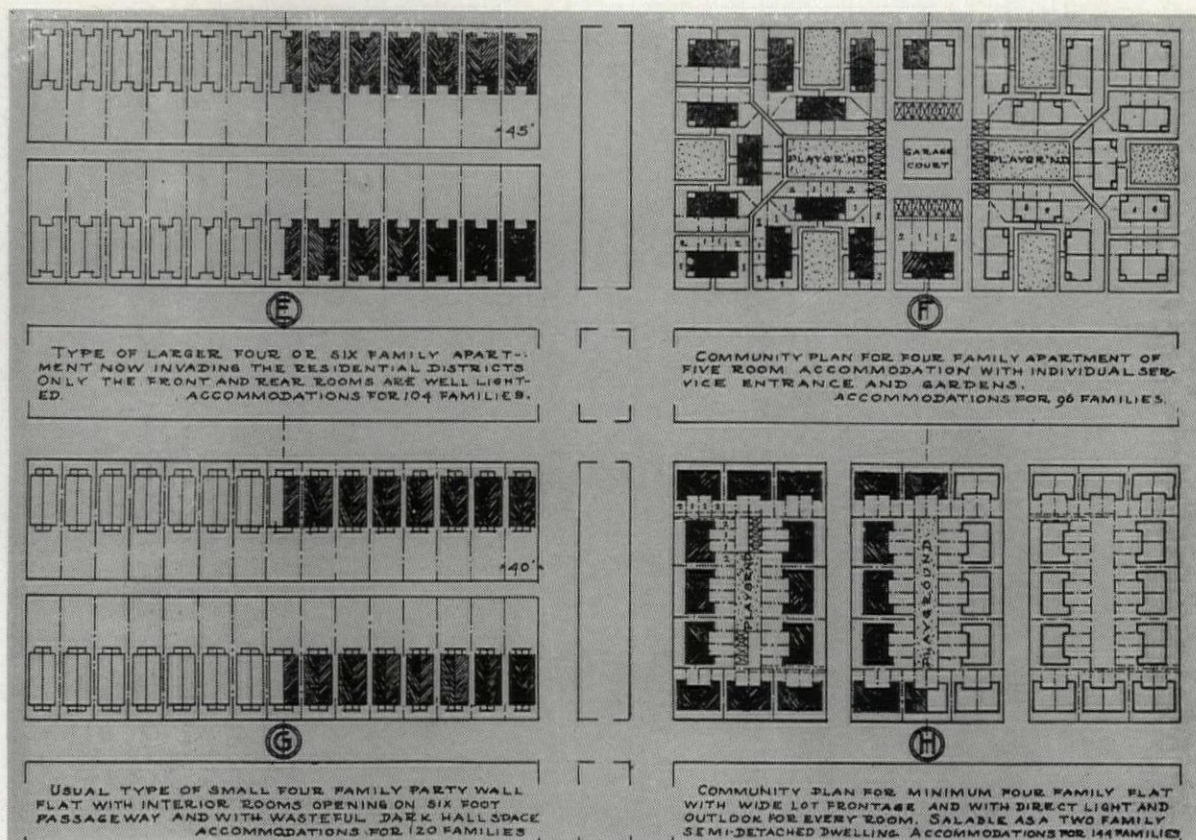 45'
E
TYPE OF LARGER FOUR OR SIX FAMILY APART-
MENT NOW INVADING THE RESIDENTIAL DISTRICTS
ONLY THE FRONT AND REAR ROOMS ARE WELL LIGHT-
ED. ACCOMMODATIONS FOR 104 FAMILIES.
PLAYGR'ND
GARAGE
COURT
PLAYGR'ND
F
COMMUNITY PLAN FOR FOUR FAMILY APARTMENT OF
FIVE ROOM ACCOMMODATION WITH INDIVIDUAL SER-
VICE ENTRANCE AND GARDENS.
ACCOMMODATIONS FOR 96 FAMILIES.
40'
G
USUAL TYPE OF SMALL FOUR FAMILY PARTY WALL
FLAT WITH INTERIOR ROOMS OPENING ON SIX FOOT
PASSAGEWAY AND WITH WASTEFUL DARK HALL SPACE
ACCOMMODATIONS FOR 120 FAMILIES
PLAYGRND
PLAYGROUND
H
COMMUNITY PLAN FOR MINIMUM FOUR FAMILY FLAT
WITH WIDE LOT FRONTAGE AND WITH DIRECT LIGHT AND
OUTLOOK FOR EVERY ROOM. SALABLE AS A TWO FAMILY
SEMI-DETACHED DWELLING. ACCOMMODATIONS FOR 144 FAMILIES